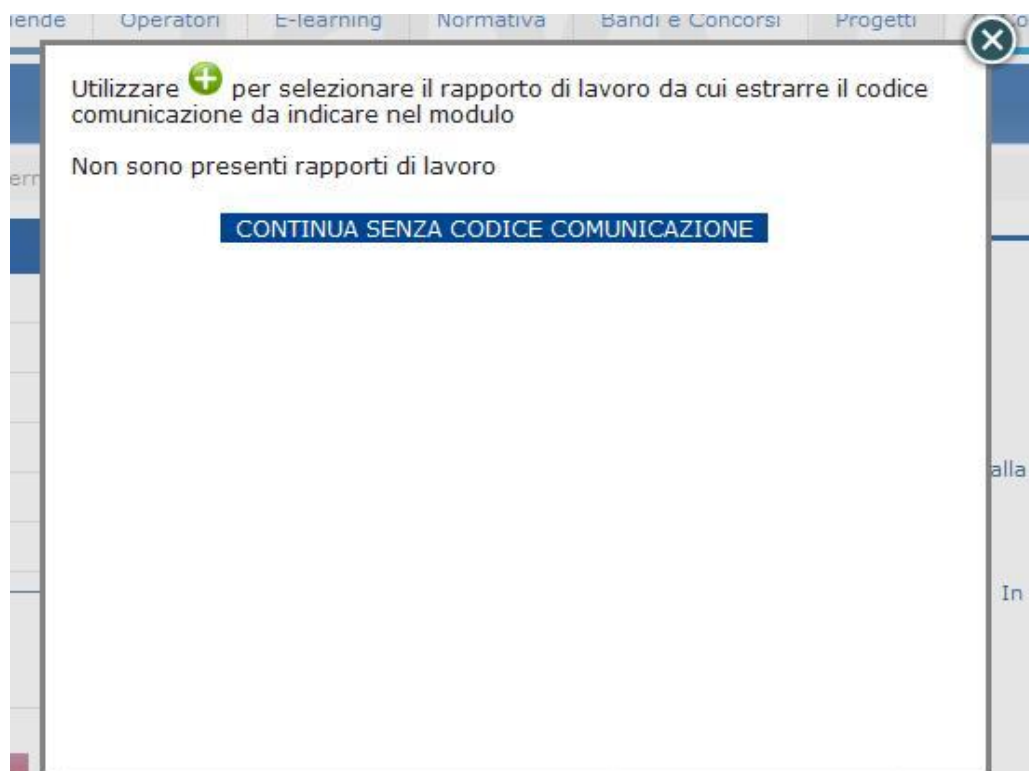 Operatori E-learning Normativa Bandi e Concorsi Progetti
Utilizzare per selezionare il rapporto di lavoro da cui estrarre il codice
comunicazione da indicare nel modulo
Non sono presenti rapporti di lavoro
CONTINUA SENZA CODICE COMUNICAZIONE
alla
In